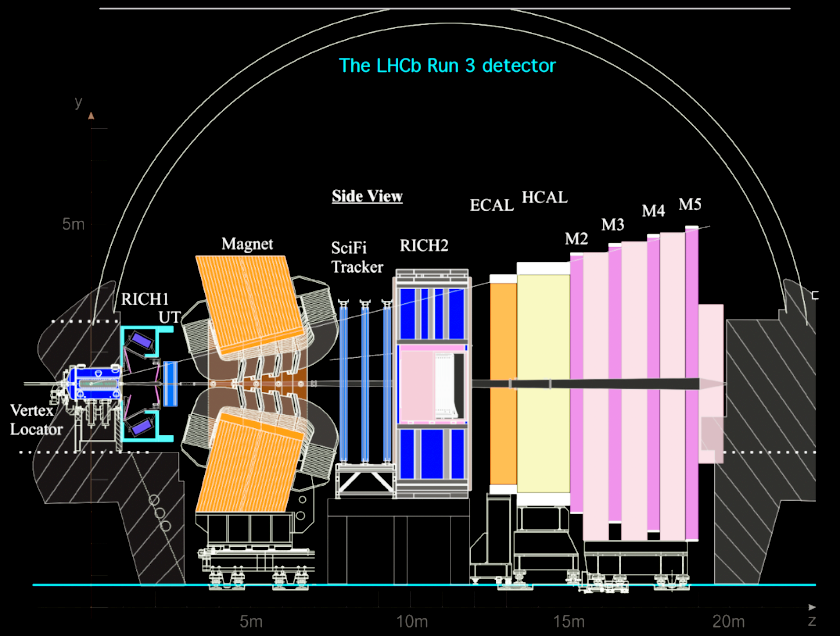 The LHCb Run 3 detector
y
5m
Side View
ECAL
HCAL
M2
M3
M4
M5
Magnet
SciFi
Tracker
RICH2
RICH1
UT
Vertex
Locator
5m
10m
15m
20m
z